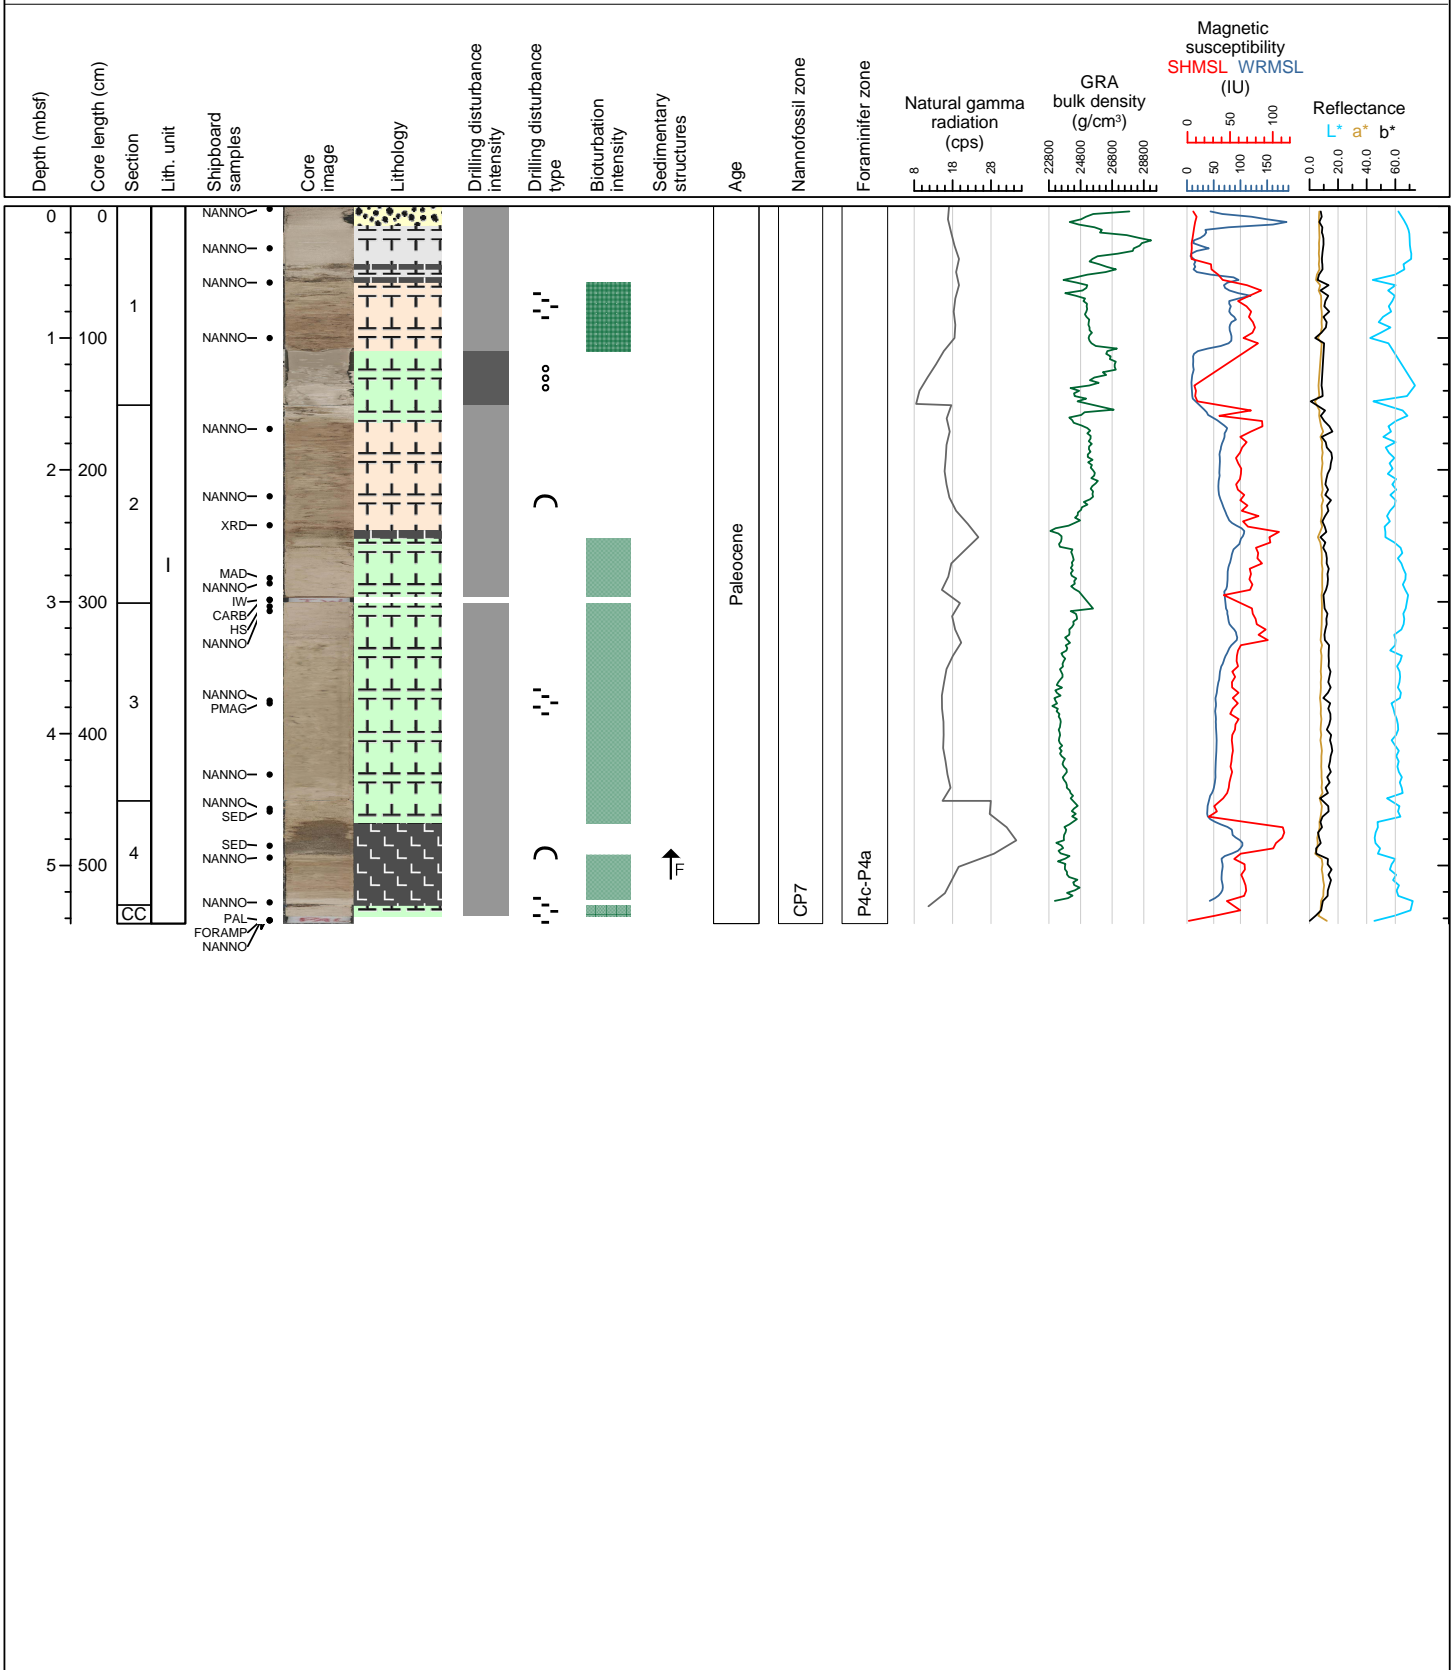 Depth (mbsf)
Core length (cm)
Section
Lith. unit
Shipboard
samples
Core
image
Lithology
Drilling disturbance
intensity
Drilling disturbance
type
Bioturbation
intensity
Sedimentary
structures
Age
Nannofossil zone
Foraminifer zone
Natural gamma
radiation
(cps)
8 18 28
GRA
bulk density
(g/cm³)
22800 24800 26800 28800
Magnetic
susceptibility
SHMSL WRMSL
(IU)
0 50 100
0 50 100 150
Reflectance
L* a* b*
0.0 20.0 40.0 60.0
0 0
1 100
2 200
3 300
4 400
5 500
1
2
3
4
CC
I
NANNO
NANNO
NANNO
NANNO
NANNO
NANNO
XRD
MAD
NANNO
IW
CARB
HS
NANNO
NANNO
PMAG
NANNO
NANNO
SED
SED
NANNO
NANNO
PAL
FORAMP
NANNO
F
Paleocene
CP7
P4c-P4a